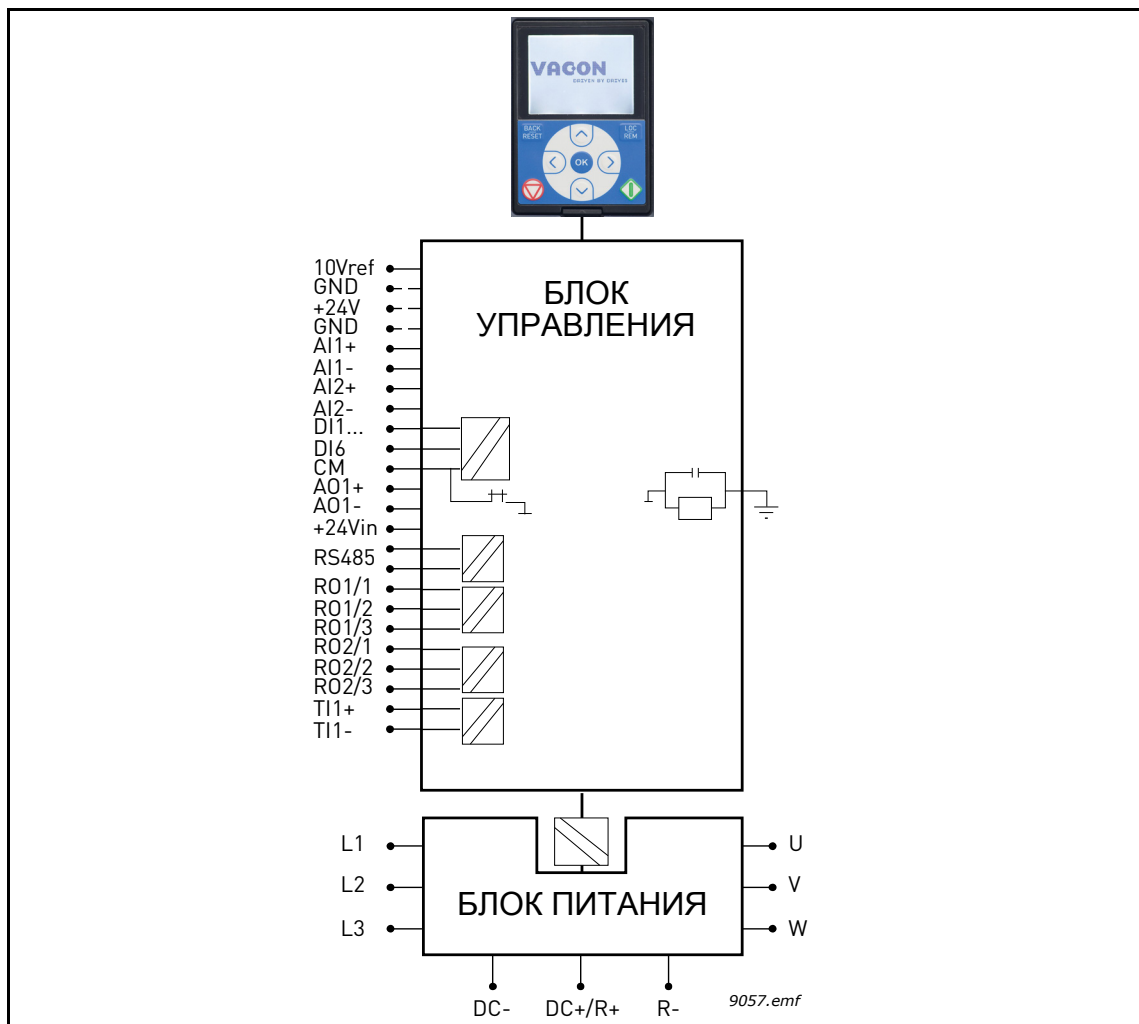 VACON
DRIVEN BY DRIVES
BACK
RESET
LOC
REM
OK
БЛОК
УПРАВЛЕНИЯ
10Vref
GND
+24V
GND
AI1+
AI1-
AI2+
AI2-
DI1...
DI6
CM
AO1+
AO1-
+24Vin
RS485
RO1/1
RO1/2
RO1/3
RO2/1
RO2/2
RO2/3
TI1+
TI1-
L1
L2
L3
БЛОК ПИТАНИЯ
U
V
W
DC-
DC+/R+
R-
9057.emf